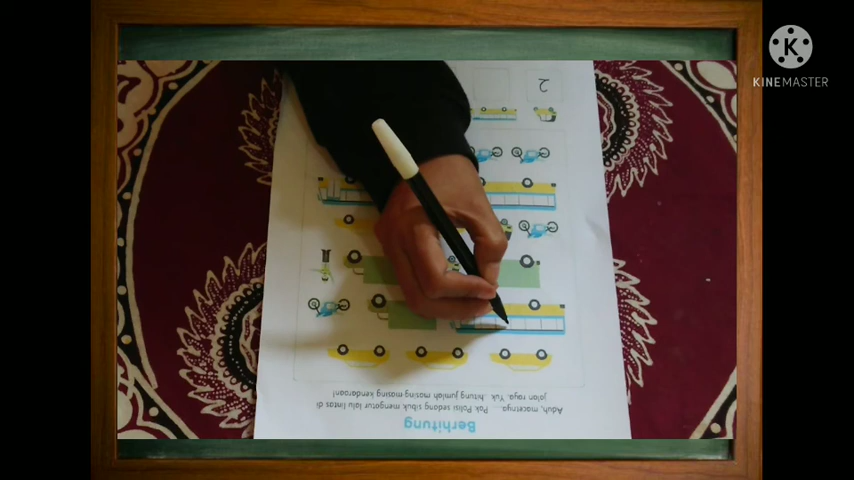 Berhitung
Aduh, macetnya.... Pak Polisi sedang sibuk mengatur lalu lintas di
jalan raya. Yuk, hitung jumlah masing-masing kendaraan!
2
K
KINEMASTER